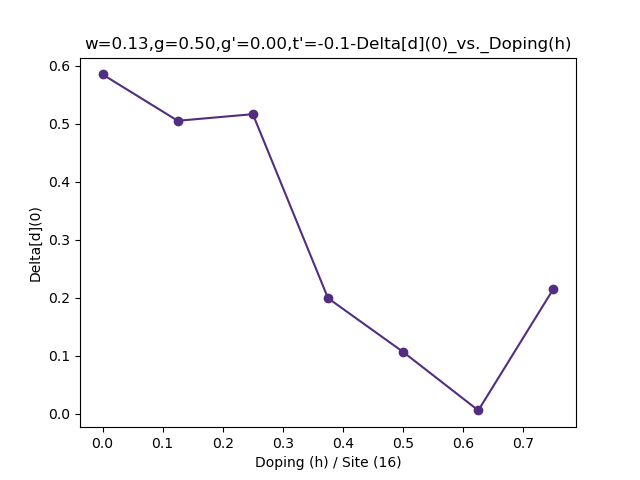 w=0.13,g=0.50,g'=0.00,t'=-0.1-Delta[d](0)_vs._Doping(h)
0.6
0.5
0.4
0.3
0.2
0.1
0.0
Delta[d](0)
0.0 0.1 0.2 0.3 0.4 0.5 0.6 0.7
Doping (h) / Site (16)